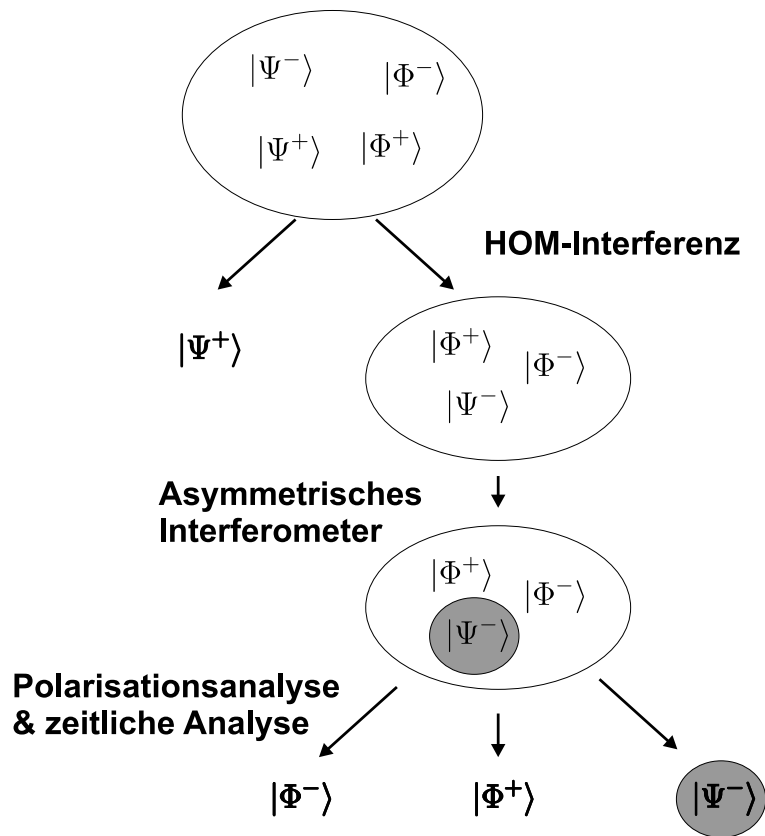 |Ψ⁻⟩ |Φ⁻⟩
|Ψ⁺⟩ |Φ⁺⟩
HOM-Interferenz
|Ψ⁺⟩
|Φ⁺⟩ |Φ⁻⟩
|Ψ⁻⟩
Asymmetrisches
Interferometer
|Φ⁺⟩ |Φ⁻⟩
|Ψ⁻⟩
Polarisationsanalyse
& zeitliche Analyse
|Φ⁻⟩ |Φ⁺⟩ |Ψ⁻⟩